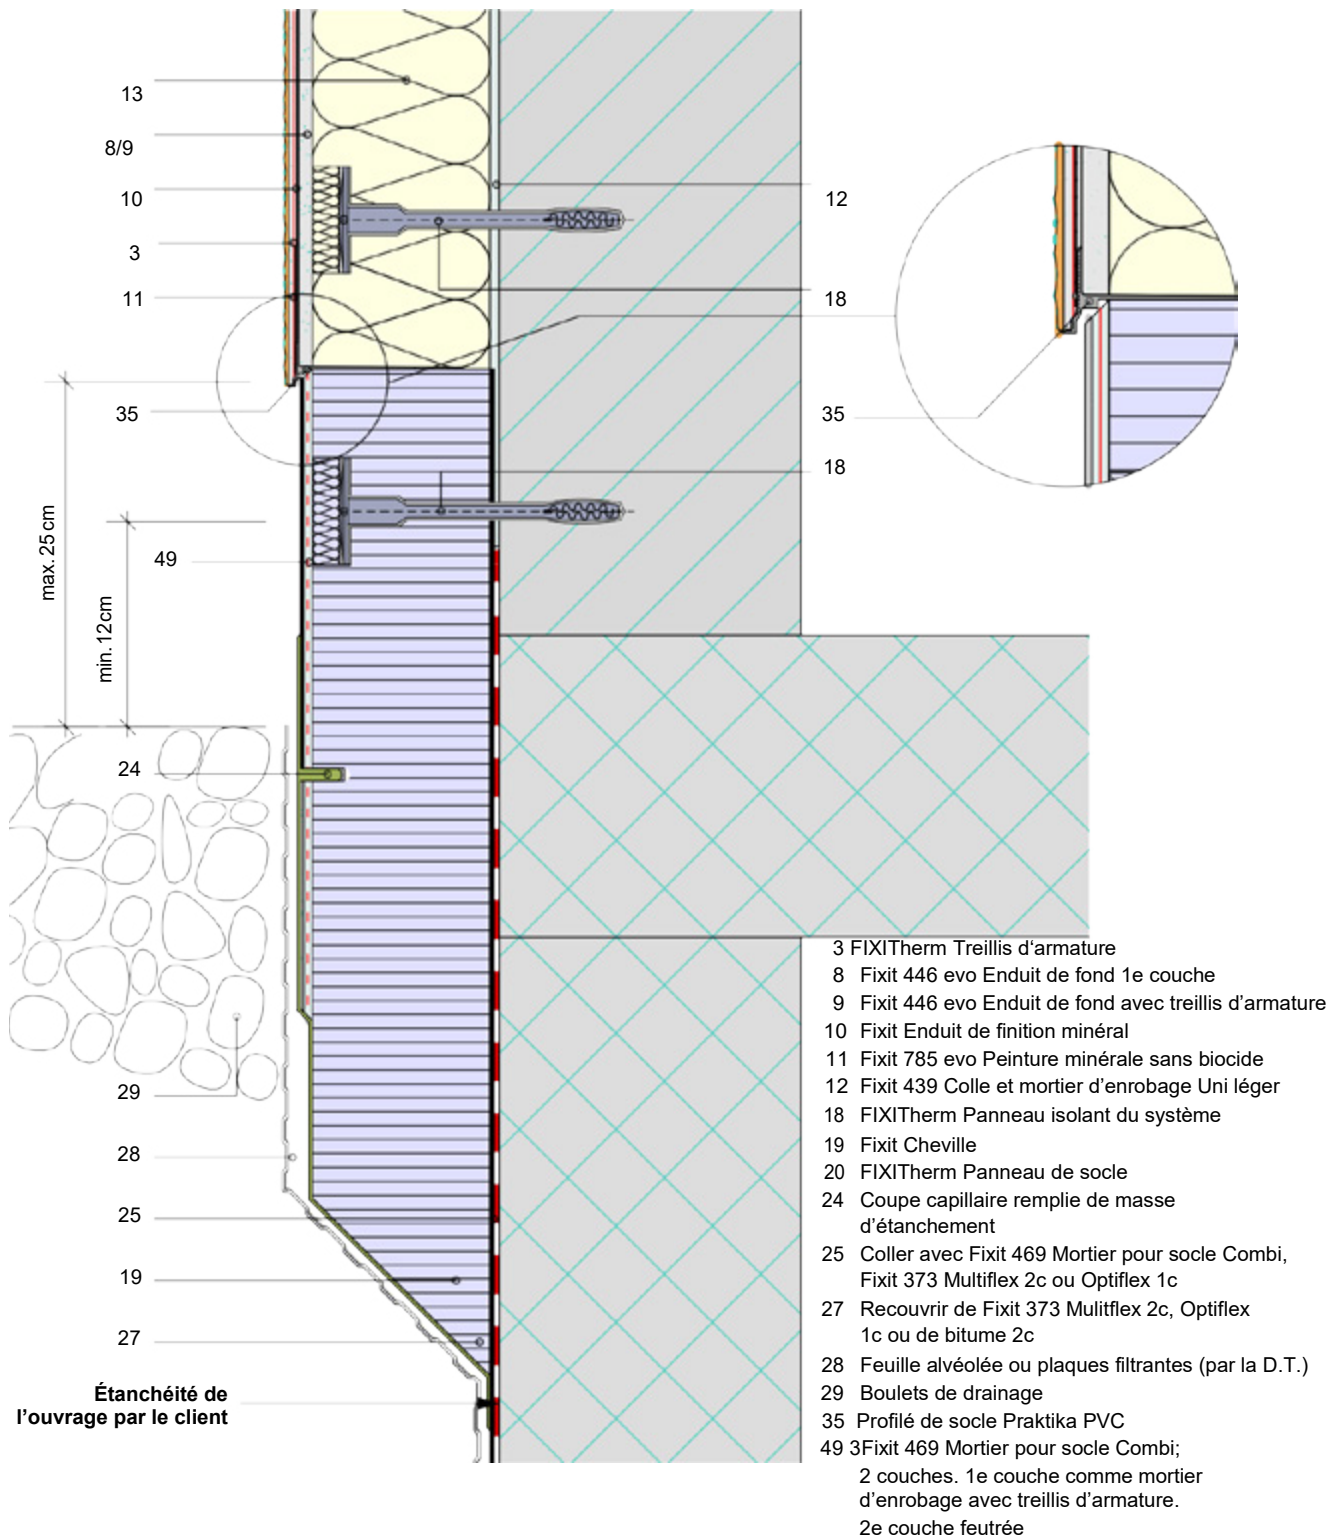 13
8/9
10
3
11
35
max. 25 cm
min. 12cm
49
24
29
28
25
19
27
Étanchéité de
l'ouvrage par le client
12
18
35
18
3 FIXITherm Treillis d‘armature
8 Fixit 446 evo Enduit de fond 1e couche
9 Fixit 446 evo Enduit de fond avec treillis d’armature
10 Fixit Enduit de finition minéral
11 Fixit 785 evo Peinture minérale sans biocide
12 Fixit 439 Colle et mortier d’enrobage Uni léger
18 FIXITherm Panneau isolant du système
19 Fixit Cheville
20 FIXITherm Panneau de socle
24 Coupe capillaire remplie de masse
d’étanchement
25 Coller avec Fixit 469 Mortier pour socle Combi,
Fixit 373 Multiflex 2c ou Optiflex 1c
27 Recouvrir de Fixit 373 Mulitflex 2c, Optiflex
1c ou de bitume 2c
28 Feuille alvéolée ou plaques filtrantes (par la D.T.)
29 Boulets de drainage
35 Profilé de socle Praktika PVC
49 3Fixit 469 Mortier pour socle Combi;
2 couches. 1e couche comme mortier
d’enrobage avec treillis d’armature.
2e couche feutrée